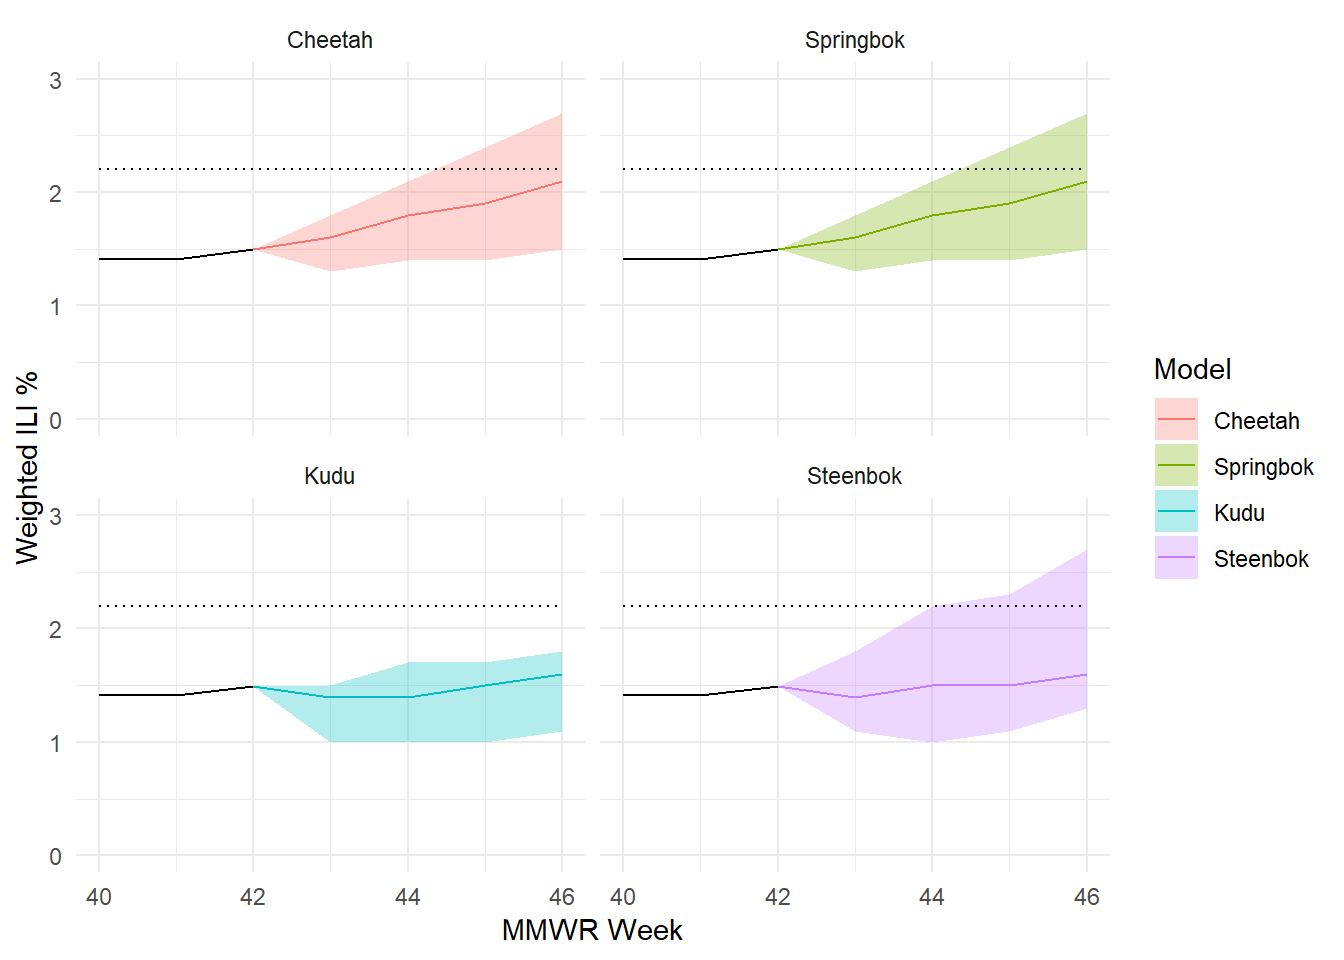 Cheetah
Springbok
3
2
1
0
Kudu
Steenbok
3
2
1
0
40
42
44
46
40
42
44
46
MMWR Week
Weighted ILI %
Model
Cheetah
Springbok
Kudu
Steenbok